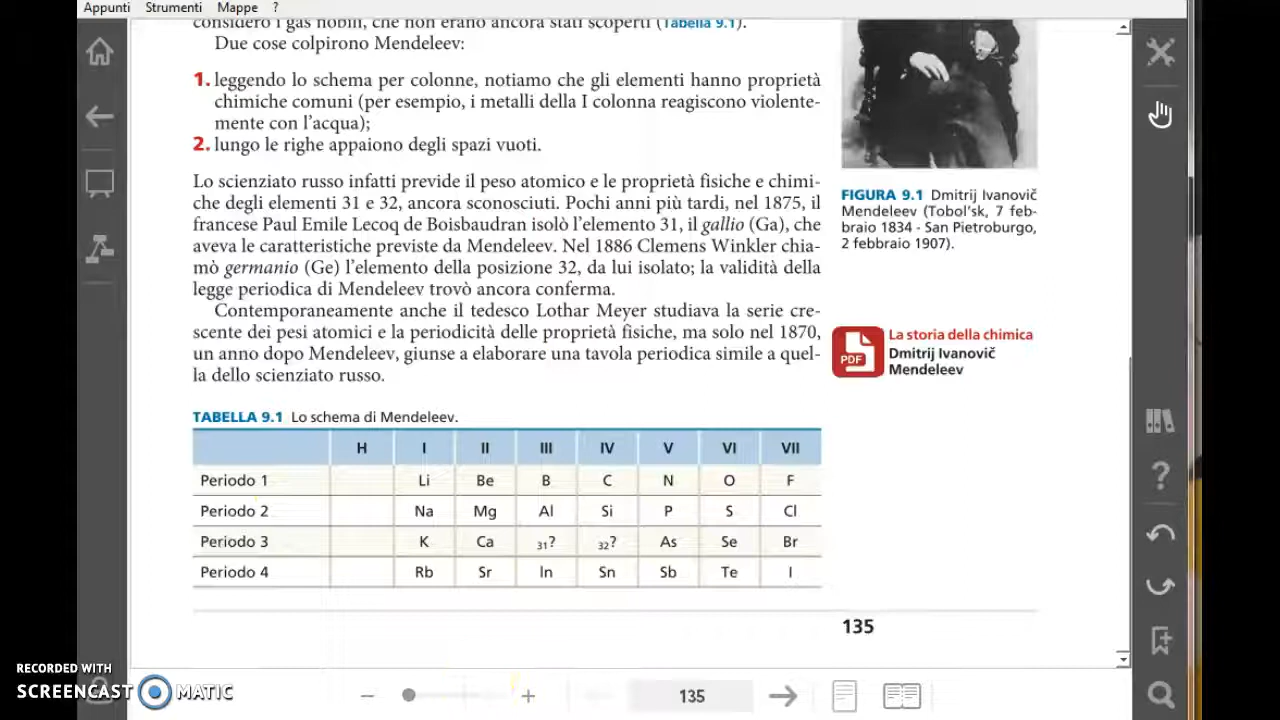 Appunti Strumenti Mappe ?
considerò i gas nobili, che non erano ancora stati scoperti (Tabella 9.1).
Due cose colpirono Mendeleev:
1. leggendo lo schema per colonne, notiamo che gli elementi hanno proprietà
chimiche comuni (per esempio, i metalli della I colonna reagiscono violente-
mente con l'acqua);
2. lungo le righe appaiono degli spazi vuoti.
Lo scienziato russo infatti previde il peso atomico e le proprietà fisiche e chimi-
che degli elementi 31 e 32, ancora sconosciuti. Pochi anni più tardi, nel 1875, il
francese Paul Emile Lecoq de Boisbaudran isolò l'elemento 31, il gallio (Ga), che
aveva le caratteristiche previste da Mendeleev. Nel 1886 Clemens Winkler chia-
mò germanio (Ge) l'elemento della posizione 32, da lui isolato; la validità della
legge periodica di Mendeleev trovò ancora conferma.
Contemporaneamente anche il tedesco Lothar Meyer studiava la serie cre-
scente dei pesi atomici e la periodicità delle proprietà fisiche, ma solo nel 1870,
un anno dopo Mendeleev, giunse a elaborare una tavola periodica simile a quel-
la dello scienziato russo.
FIGURA 9.1 Dmitrij Ivanovič
Mendeleev (Tobol'sk, 7 feb-
braio 1834 - San Pietroburgo,
2 febbraio 1907).
PDF
La storia della chimica
Dmitrij Ivanovič
Mendeleev
TABELLA 9.1 Lo schema di Mendeleev.
H I II III IV V VI VII
Periodo 1 Li Be B C N O F
Periodo 2 Na Mg Al Si P S Cl
Periodo 3 K Ca 31? 32? As Se Br
Periodo 4 Rb Sr In Sn Sb Te I
135
RECORDED WITH
SCREENCAST MATIC
135